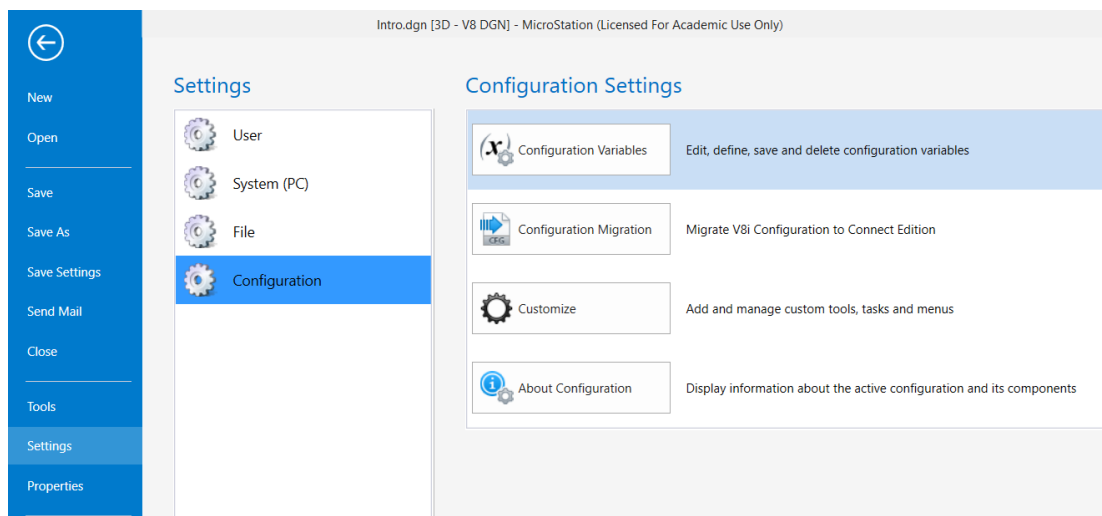 Intro.dgn [3D - V8 DGN] - MicroStation (Licensed For Academic Use Only)
New
Open
Save
Save As
Save Settings
Send Mail
Close
Tools
Settings
Properties
Settings
User
System (PC)
File
Configuration
Configuration Settings
(x) Configuration Variables Edit, define, save and delete configuration variables
CFG Configuration Migration Migrate V8i Configuration to Connect Edition
Customize Add and manage custom tools, tasks and menus
About Configuration Display information about the active configuration and its components